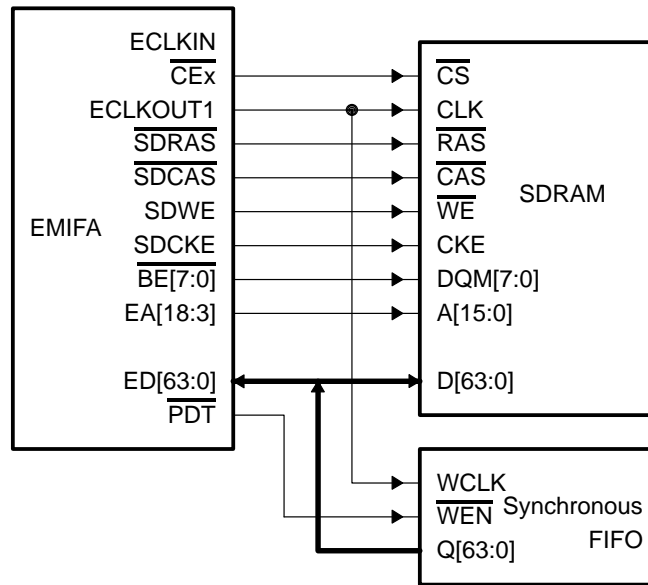 ECLKIN
CEx
ECLKOUT1
SDRAS
SDCAS
SDWE
SDCKE
BE[7:0]
EA[18:3]
ED[63:0]
PDT
EMIFA
CS
CLK
RAS
CAS
WE
CKE
DQM[7:0]
A[15:0]
D[63:0]
SDRAM
WCLK
WEN
Q[63:0]
Synchronous
FIFO